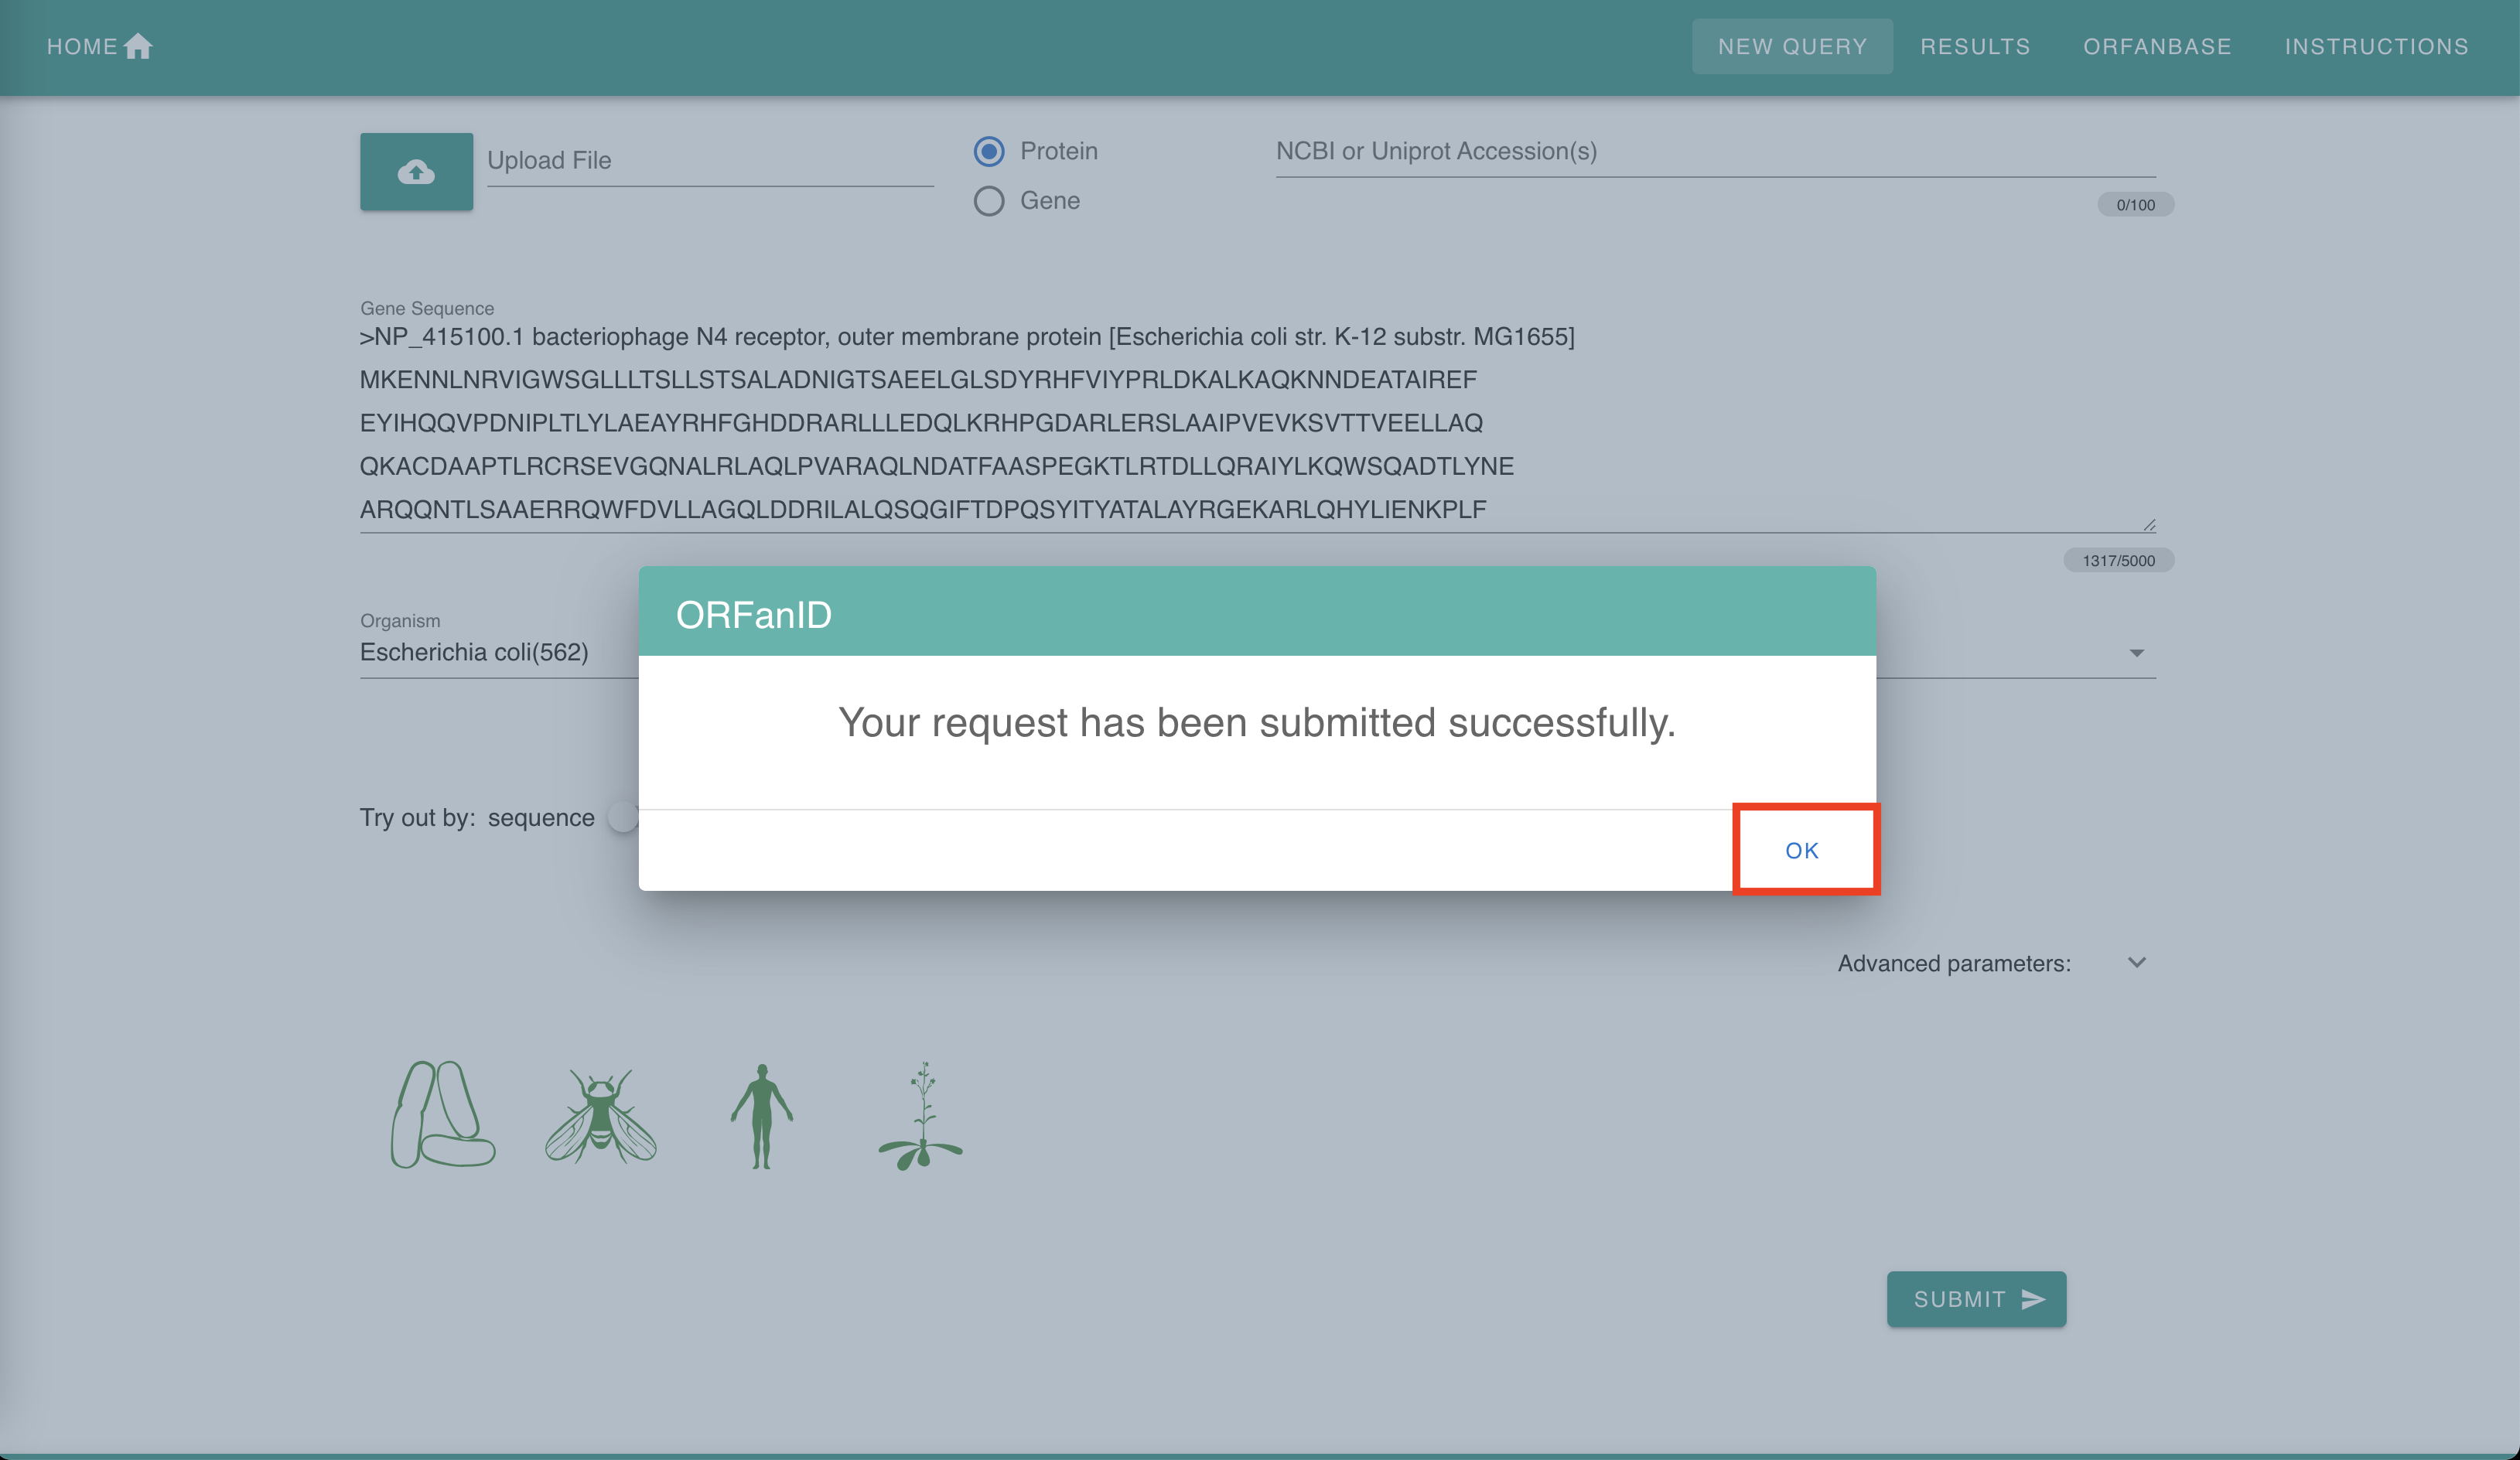 HOME
NEW QUERY
RESULTS
ORFANBASE
INSTRUCTIONS
Upload File
Protein
Gene
NCBI or Uniprot Accession(s)
0/100
Gene Sequence
>NP_415100.1 bacteriophage N4 receptor, outer membrane protein [Escherichia coli str. K-12 substr. MG1655]
MKENNLNRVIGWSGLLLTSLLSTSALADNIGTSAEELGLSDYRHFVIYPRLDKALKAQKNNDEATAIREF
EYIHQQVPDNIPLTLYLAEAYRHFGHDDRARLLLEDQLKRHPGDARLERSLAAIPVEVKSVTTVEELLAQ
QKACDAAPTLRCRSEVGQNALRLAQLPVARAQLNDATFAASPEGKTLRTDLLQRAIYLKQWSQADTLYNE
ARQQNTLSAAERRQWFDVLLAGQLDDRILALQSQGIFTDPQSYITYATALAYRGEKARLQHYLIENKPLF
1317/5000
Organism
Escherichia coli(562)
ORFanID
Your request has been submitted successfully.
OK
Try out by: sequence
Advanced parameters:
SUBMIT